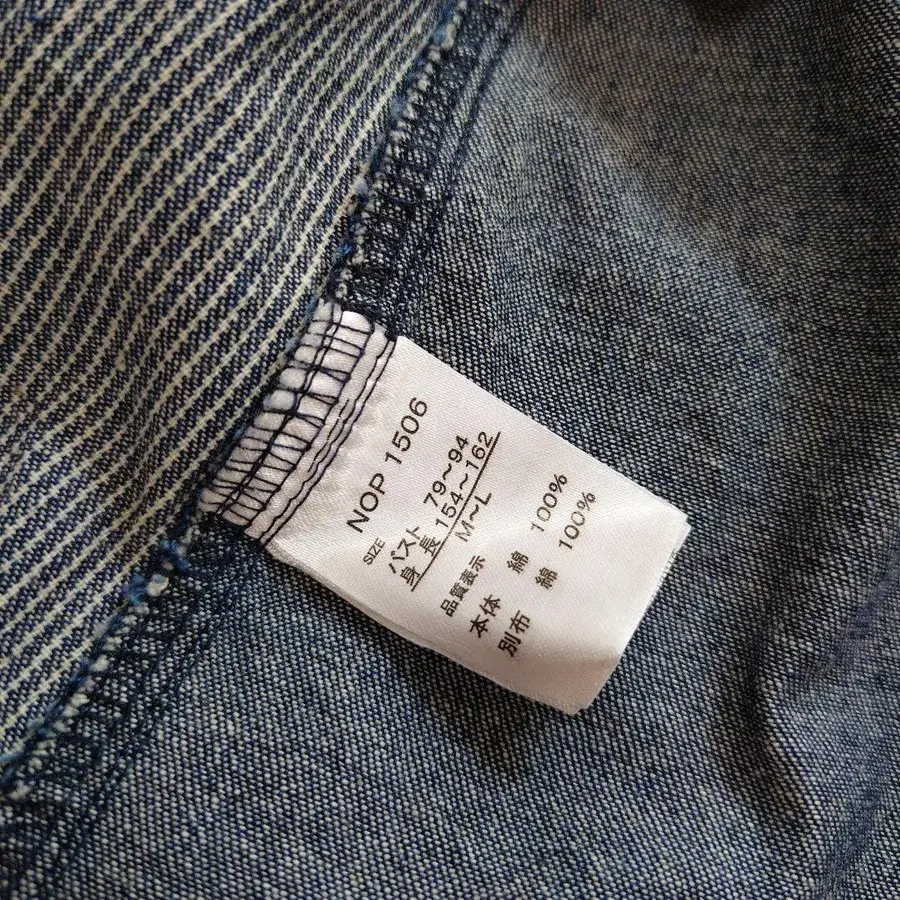 NOP 1506
SIZE
バスト 79~94
身長 154~162
M~L
品質表示
本体 綿 100%
別布 綿 100%